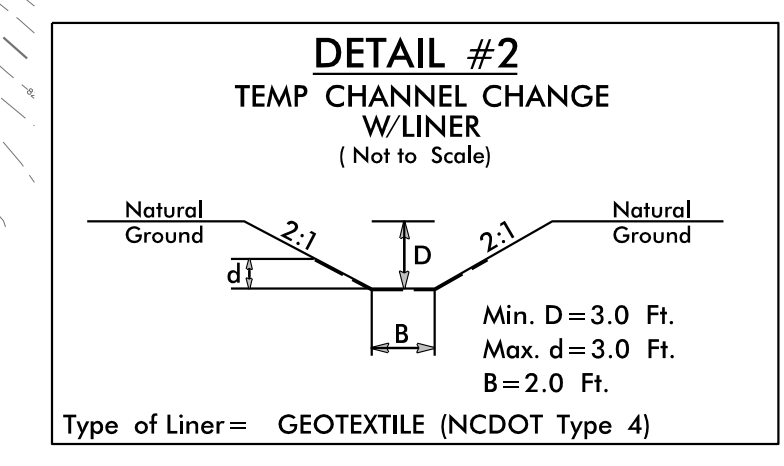 DETAIL #2
TEMP CHANNEL CHANGE
W/LINER
( Not to Scale)
Natural
Ground
2:1
D
2:1
Natural
Ground
d
B
Min. D=3.0 Ft.
Max. d=3.0 Ft.
B=2.0 Ft.
Type of Liner= GEOTEXTILE (NCDOT Type 4)